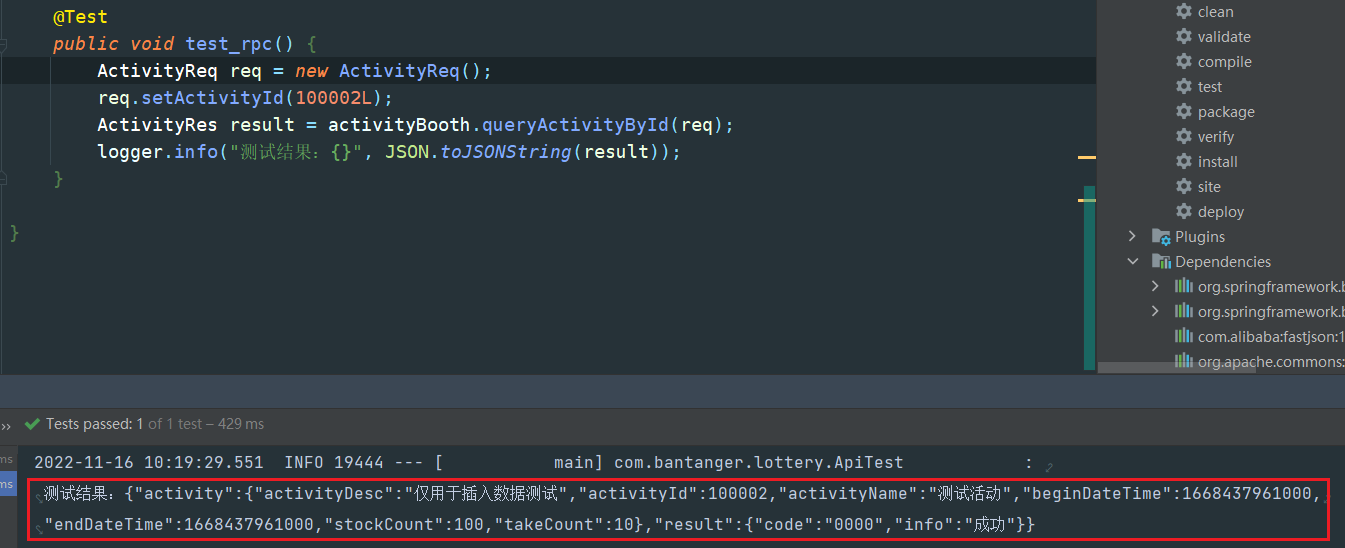 @Test
public void test_rpc() {
ActivityReq req = new ActivityReq();
req.setActivityId(100002L);
ActivityRes result = activityBooth.queryActivityById(req);
logger.info("测试结果：{}", JSON.toJSONString(result));
}
}
clean
validate
compile
test
package
verify
install
site
deploy
Plugins
Dependencies
org.springframework.b
org.springframework.b
com.alibaba:fastjson:1
org.apache.commons:
Tests passed: 1 of 1 test – 429 ms
ms
ms
2022-11-16 10:19:29.551  INFO 19444 --- [           main] com.bantanger.lottery.ApiTest            :
测试结果：{"activity":{"activityDesc":"仅用于插入数据测试","activityId":100002,"activityName":"测试活动","beginDateTime":1668437961000,
"endDateTime":1668437961000,"stockCount":100,"takeCount":10},"result":{"code":"0000","info":"成功"}}